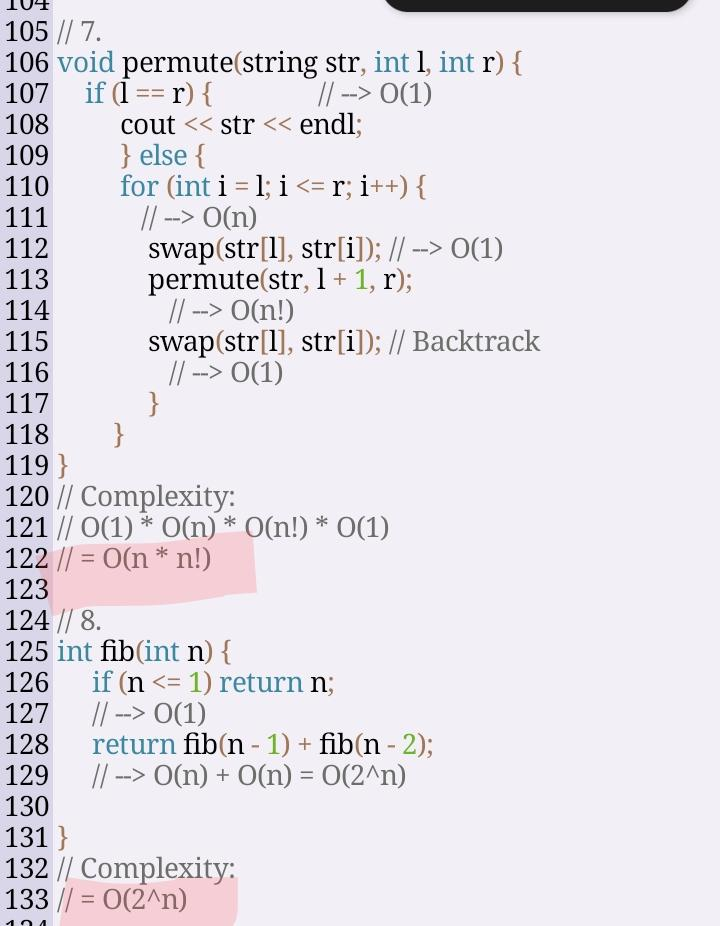 104
105 // 7.
106 void permute(string str, int l, int r) {
107 if (l == r) { // --> O(1)
108 cout << str << endl;
109 } else {
110 for (int i = l; i <= r; i++) {
111 // --> O(n)
112 swap(str[l], str[i]); // --> O(1)
113 permute(str, l + 1, r);
114 // --> O(n!)
115 swap(str[l], str[i]); // Backtrack
116 // --> O(1)
117 }
118 }
119 }
120 // Complexity:
121 // O(1) * O(n) * O(n!) * O(1)
122 // = O(n * n!)
123
124 // 8.
125 int fib(int n) {
126 if (n <= 1) return n;
127 // --> O(1)
128 return fib(n - 1) + fib(n - 2);
129 // --> O(n) + O(n) = O(2^n)
130
131 }
132 // Complexity:
133 // = O(2^n)